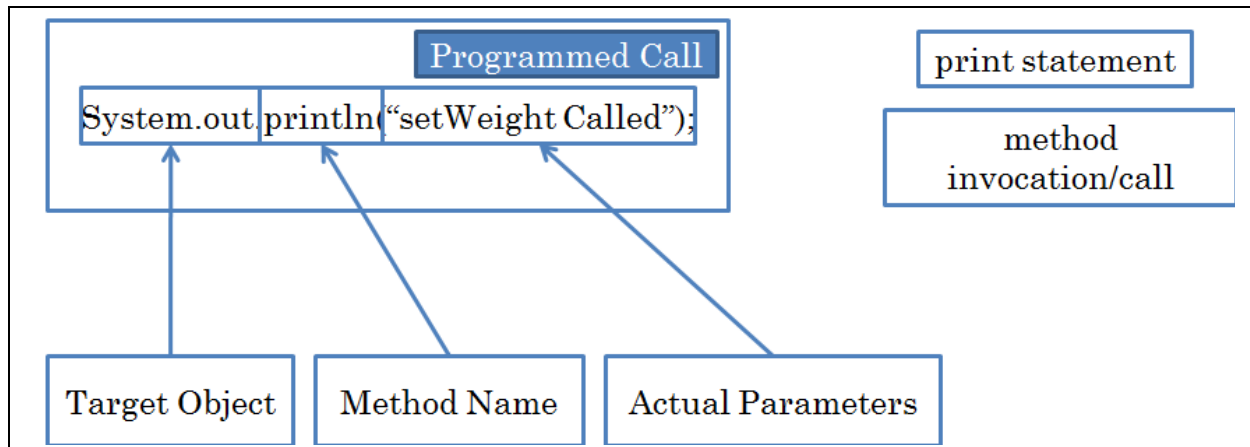 Programmed Call
System.out.println(“setWeight Called”);
print statement
method
invocation/call
Target Object
Method Name
Actual Parameters